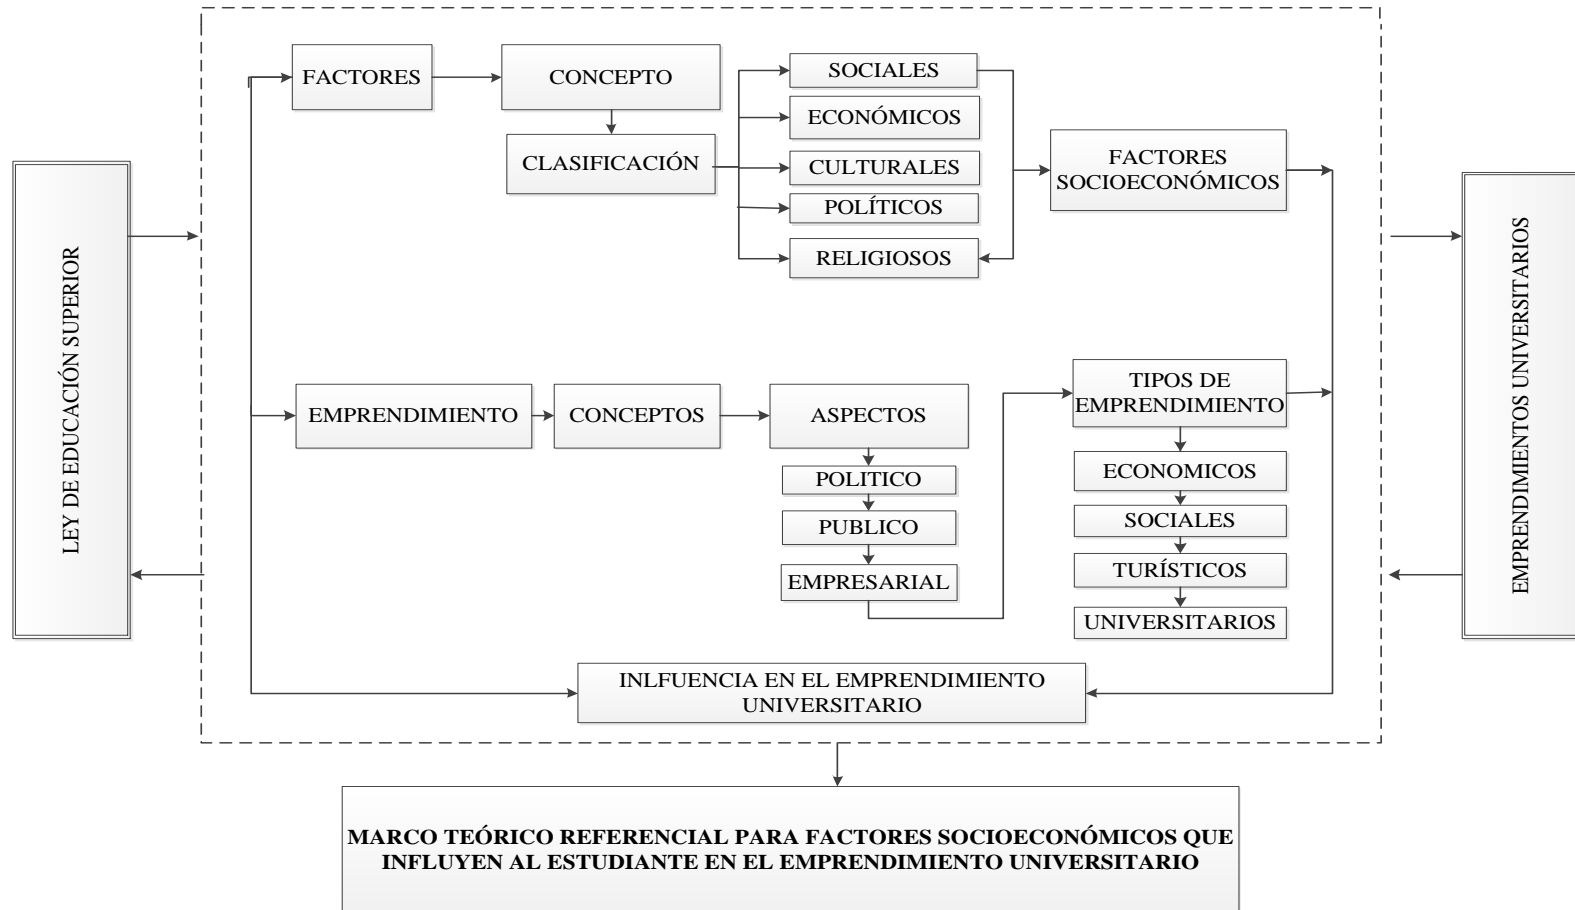 LEY DE EDUCACIÓN SUPERIOR
FACTORES
CONCEPTO
CLASIFICACIÓN
SOCIALES
ECONÓMICOS
CULTURALES
POLÍTICOS
RELIGIOSOS
FACTORES
SOCIOECONÓMICOS
EMPRENDIMIENTO
CONCEPTOS
ASPECTOS
POLITICO
PUBLICO
EMPRESARIAL
TIPOS DE
EMPRENDIMIENTO
ECONOMICOS
SOCIALES
TURÍSTICOS
UNIVERSITARIOS
INLFUENCIA EN EL EMPRENDIMIENTO
UNIVERSITARIO
EMPRENDIMIENTOS UNIVERSITARIOS
MARCO TEÓRICO REFERENCIAL PARA FACTORES SOCIOECONÓMICOS QUE
INFLUYEN AL ESTUDIANTE EN EL EMPRENDIMIENTO UNIVERSITARIO